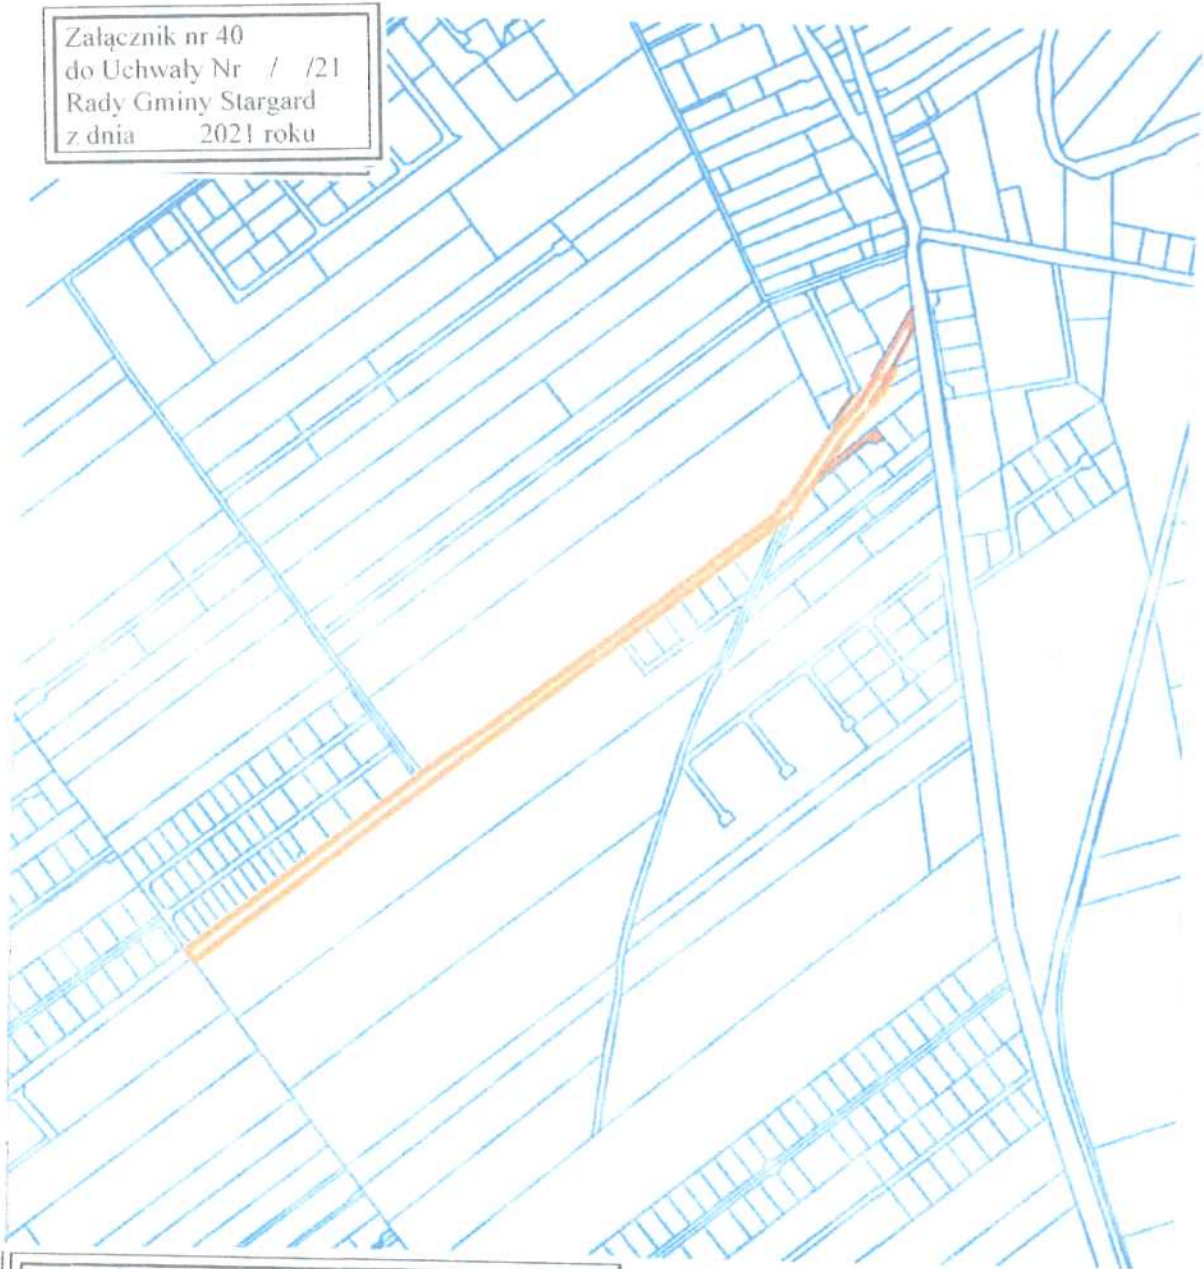 Załącznik nr 40
do Uchwały Nr / /21
Rady Gminy Stargard
z dnia 2021 roku